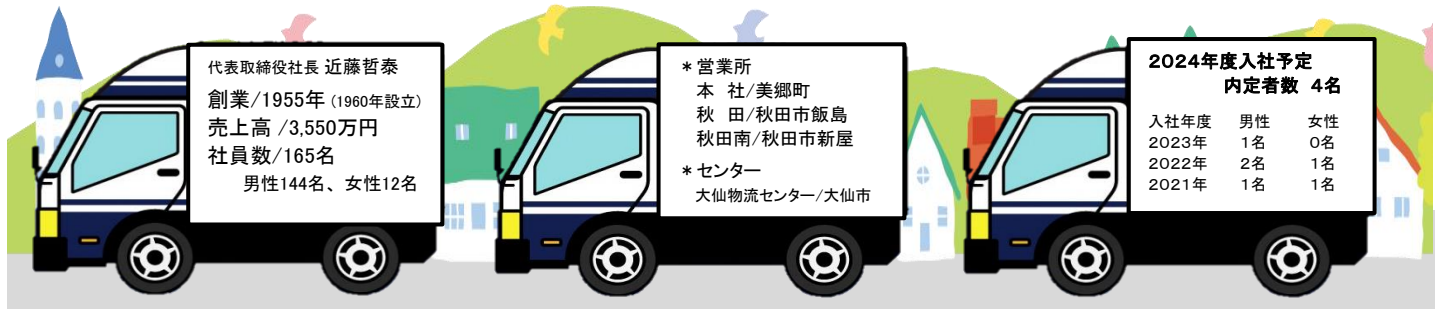 代表取締役社長 近藤哲泰
創業/1955年 (1960年設立)
売上高 /3,550万円
社員数/165名
男性144名、女性12名
＊営業所
本　社/美郷町
秋　田/秋田市飯島
秋田南/秋田市新屋
＊センター
大仙物流センター/大仙市
2024年度入社予定
内定者数 4名
入社年度　男性　女性
2023年　1名　0名
2022年　2名　1名
2021年　1名　1名